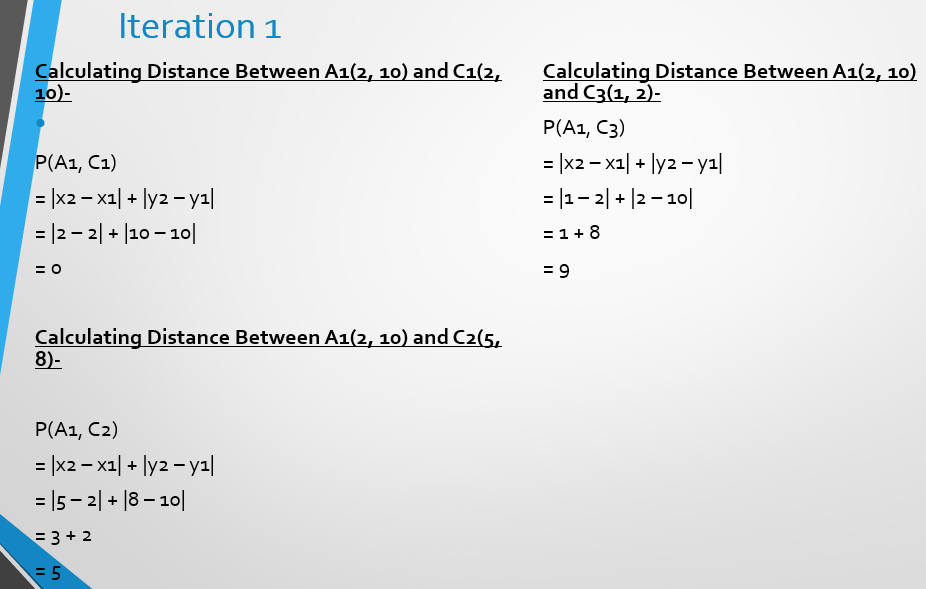 Iteration 1
Calculating Distance Between A1(2, 10) and C1(2,
10)-
•
P(A1, C1)
= |x2 – x1| + |y2 – y1|
= |2 – 2| + |10 – 10|
= 0
Calculating Distance Between A1(2, 10) and C2(5,
8)-
P(A1, C2)
= |x2 – x1| + |y2 – y1|
= |5 – 2| + |8 – 10|
= 3 + 2
= 5
Calculating Distance Between A1(2, 10)
and C3(1, 2)-
P(A1, C3)
= |x2 – x1| + |y2 – y1|
= |1 – 2| + |2 – 10|
= 1 + 8
= 9